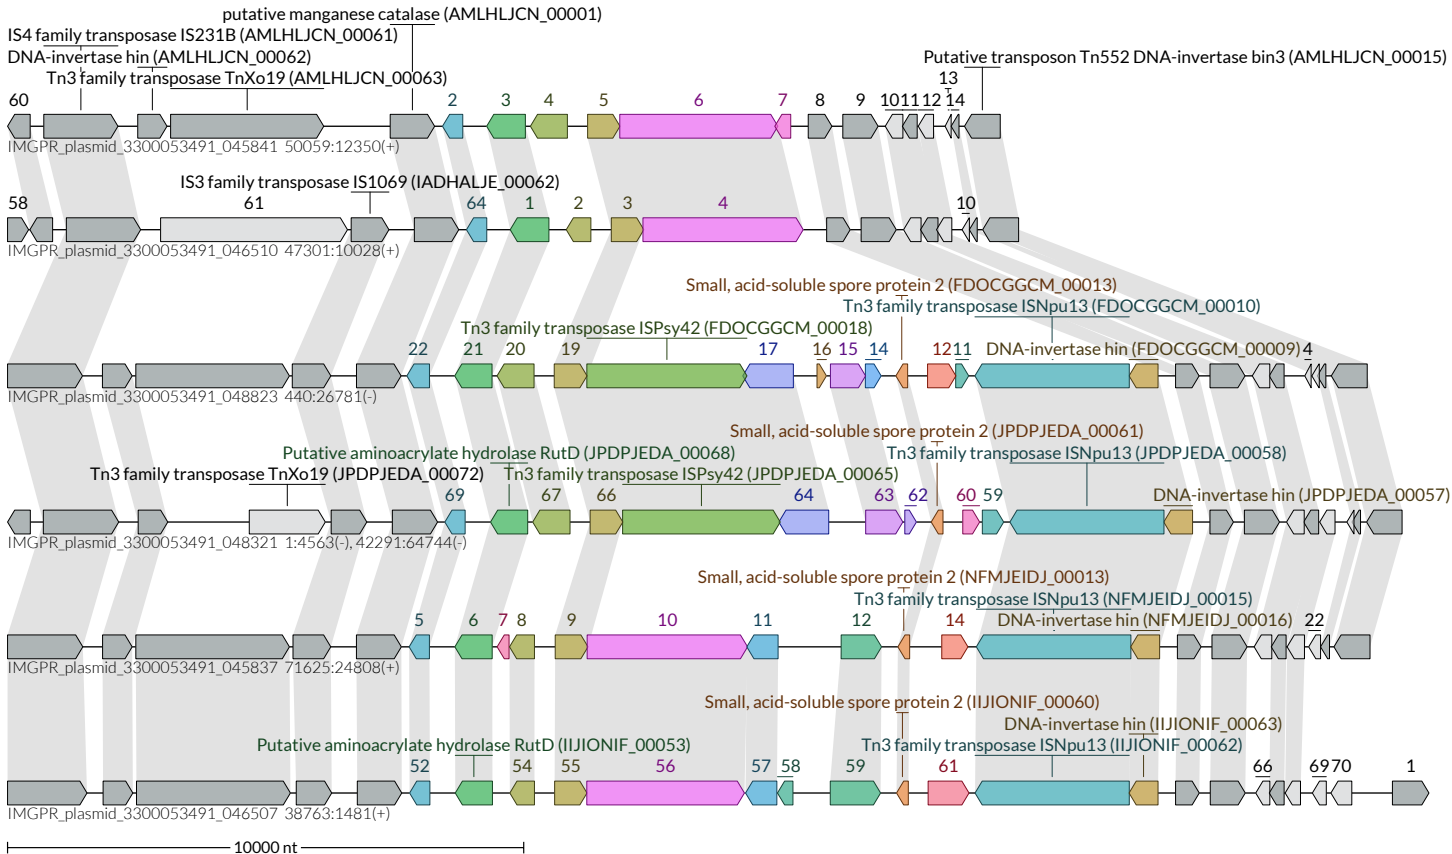 putative manganese catalase (AMLHLJCN_00001)
IS4 family transposase IS231B (AMLHLJCN_00061)
DNA-invertase hin (AMLHLJCN_00062)
Putative transposon Tn552 DNA-invertase bin3 (AMLHLJCN_00015)
Tn3 family transposase TnXo19 (AMLHLJCN_00063)
13
60 2 3 4 5 6 7 8 9 10 11 12 14
IMGPR_plasmid_3300053491_045841 50059:12350(+)
IS3 family transposase IS1069 (IADHALJE_00062)
58 61 64 1 2 3 4 10
IMGPR_plasmid_3300053491_046510 47301:10028(+)
Small, acid-soluble spore protein 2 (FDOCGGCM_00013)
Tn3 family transposase ISNpu13 (FDOCGGCM_00010)
Tn3 family transposase ISPsy42 (FDOCGGCM_00018)
22 21 20 19 17 16 15 14 12 11 DNA-invertase hin (FDOCGGCM_00009) 4
IMGPR_plasmid_3300053491_048823 440:26781(-)
Small, acid-soluble spore protein 2 (JPDPJEDA_00061)
Putative aminoacrylate hydrolase RutD (JPDPJEDA_00068) Tn3 family transposase ISNpu13 (JPDPJEDA_00058)
Tn3 family transposase TnXo19 (JPDPJEDA_00072) Tn3 family transposase ISPsy42 (JPDPJEDA_00065)
69 67 66 64 63 62 60 59 DNA-invertase hin (JPDPJEDA_00057)
IMGPR_plasmid_3300053491_048321 1:4563(-), 42291:64744(-)
Small, acid-soluble spore protein 2 (NFMJEIDJ_00013)
Tn3 family transposase ISNpu13 (NFMJEIDJ_00015)
5 6 7 8 9 10 11 12 14 DNA-invertase hin (NFMJEIDJ_00016) 22
IMGPR_plasmid_3300053491_045837 71625:24808(+)
Small, acid-soluble spore protein 2 (IIJIONIF_00060)
DNA-invertase hin (IIJIONIF_00063)
Putative aminoacrylate hydrolase RutD (IIJIONIF_00053) Tn3 family transposase ISNpu13 (IIJIONIF_00062)
52 54 55 56 57 58 59 61 66 69 70 1
IMGPR_plasmid_3300053491_046507 38763:1481(+)
10000 nt